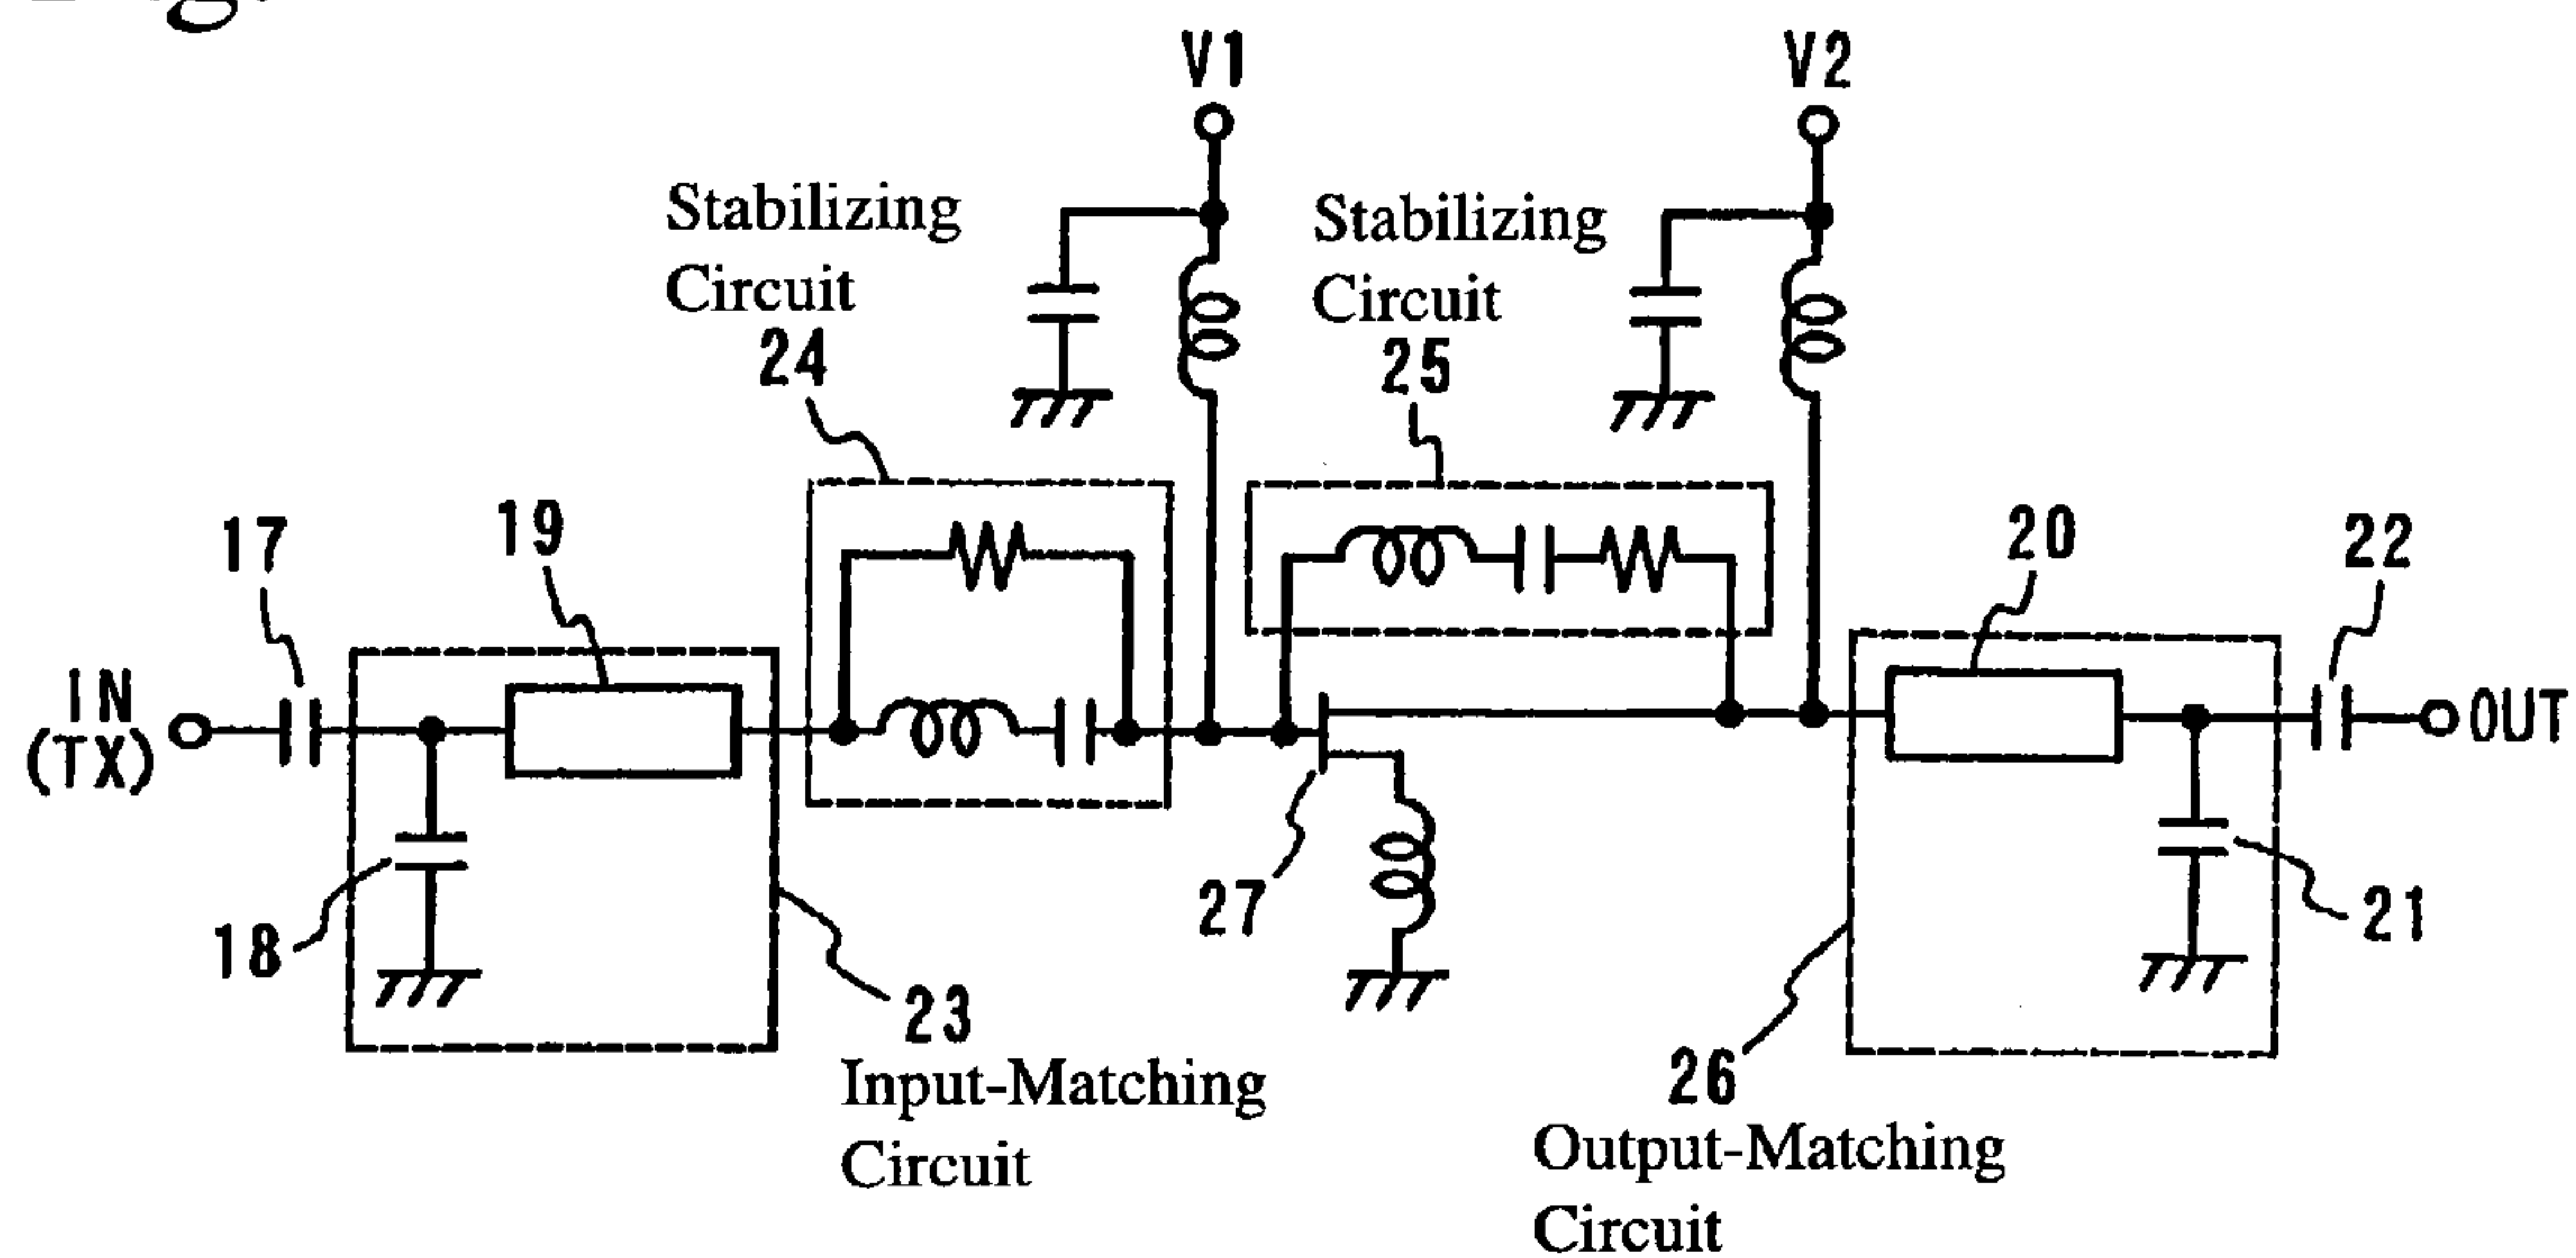 V1
V2
Stabilizing
Circuit
24
Stabilizing
Circuit
25
17
19
20
22
IN
(TX)
OUT
18
27
21
23
Input-Matching
Circuit
26
Output-Matching
Circuit